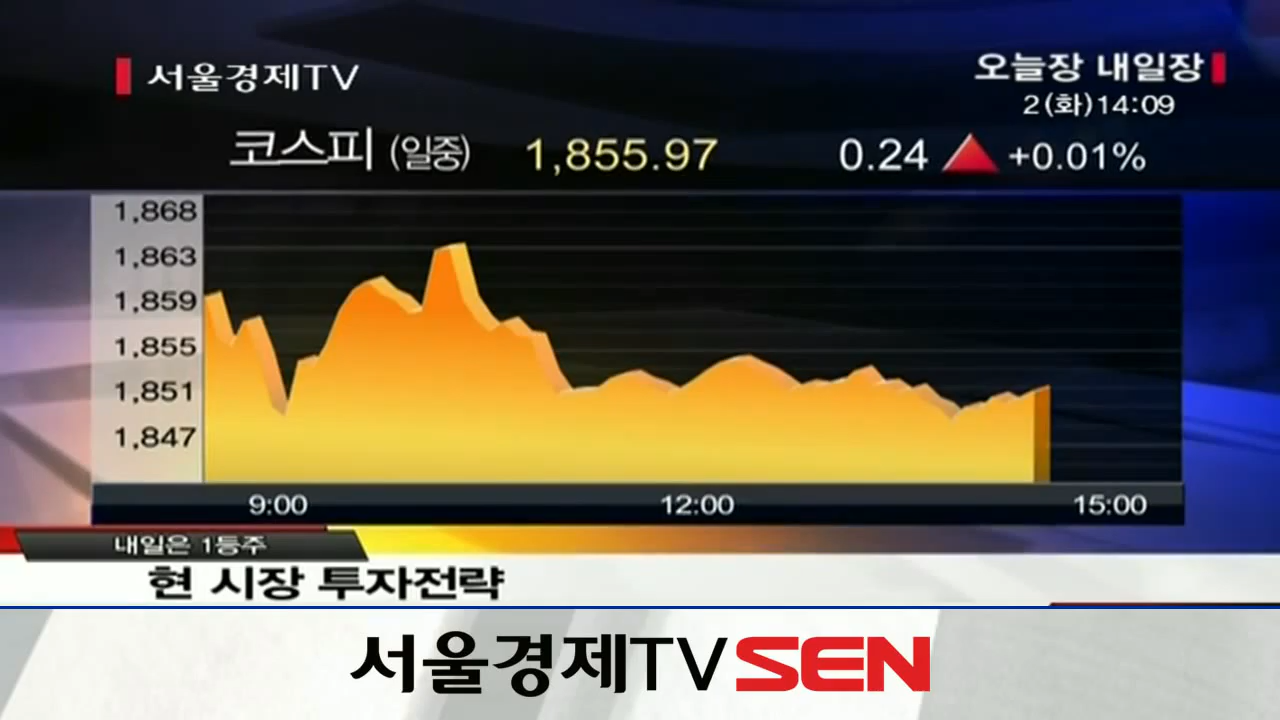 서울경제TV
오늘장 내일장
2(화)14:09
코스피 (일중) 1,855.97 0.24 ▲ +0.01%
1,868
1,863
1,859
1,855
1,851
1,847
9:00 12:00 15:00
내일은 1등주
현 시장 투자전략
서울경제TV SEN